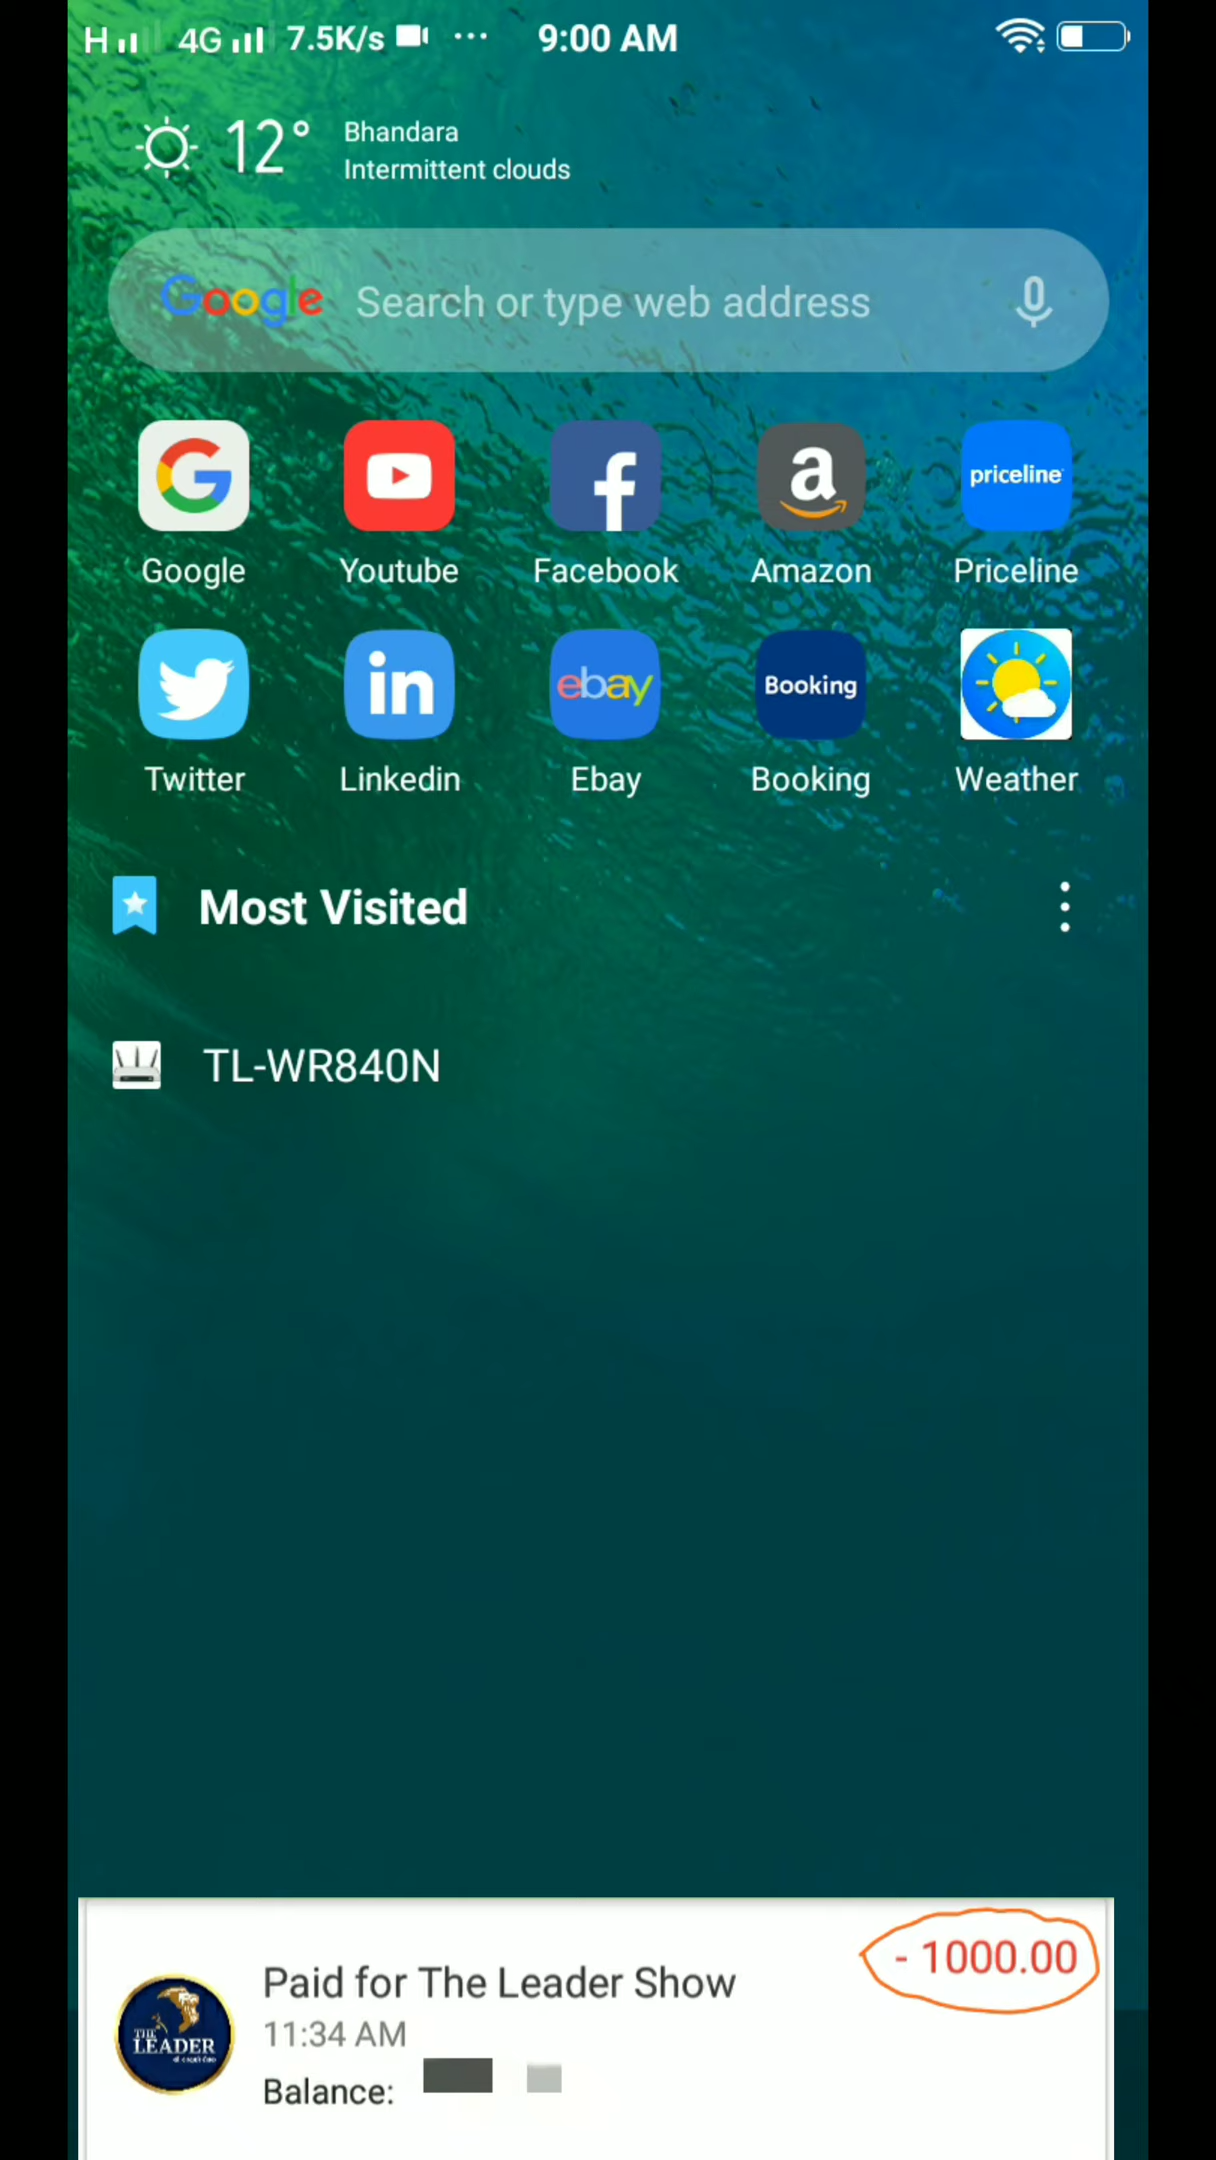 H 4G 7.5K/s ... 9:00 AM
12° Bhandara
Intermittent clouds
Google Search or type web address
priceline
Google Youtube Facebook Amazon Priceline
in ebay Booking
Twitter Linkedin Ebay Booking Weather
Most Visited
TL-WR840N
- 1000.00
Paid for The Leader Show
11:34 AM
THE
LEADER
Balance: